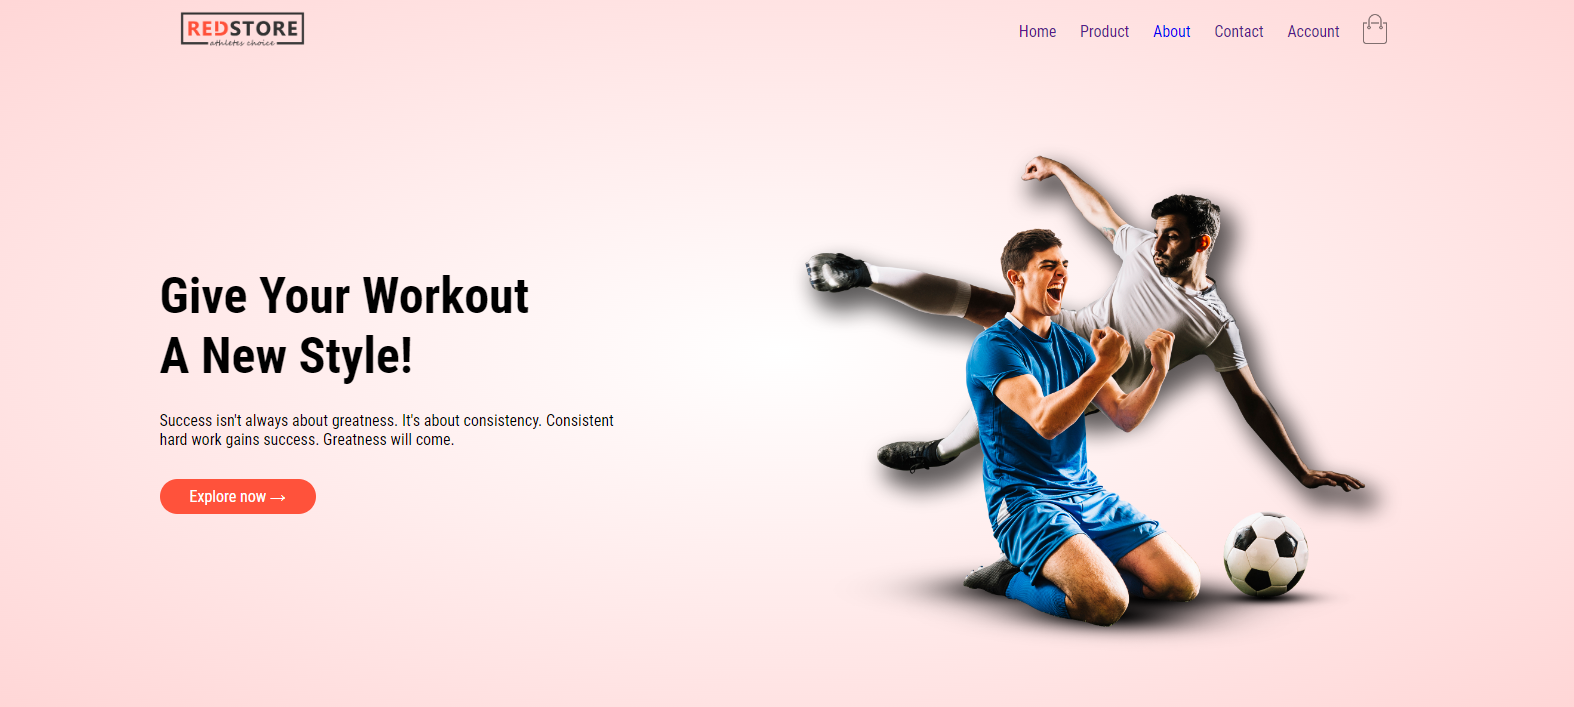 REDSTORE
athletes choice
Home Product About Contact Account
Give Your Workout
A New Style!
Success isn't always about greatness. It's about consistency. Consistent
hard work gains success. Greatness will come.
Explore now →